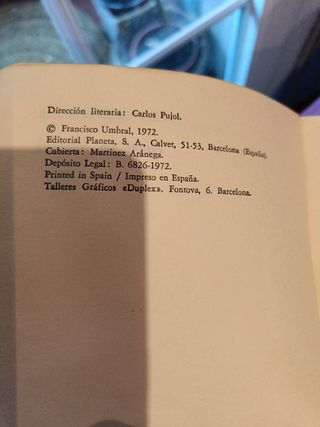 Dirección literaria: Carlos Pujol.
© Francisco Umbral, 1972.
Editorial Planeta, S. A., Calvet, 51-53, Barcelona (España).
Cubierta: Martínez Aránega.
Depósito Legal: B. 6826-1972.
Printed in Spain / Impreso en España.
Talleres Gráficos «Duplex». Fontova, 6. Barcelona.